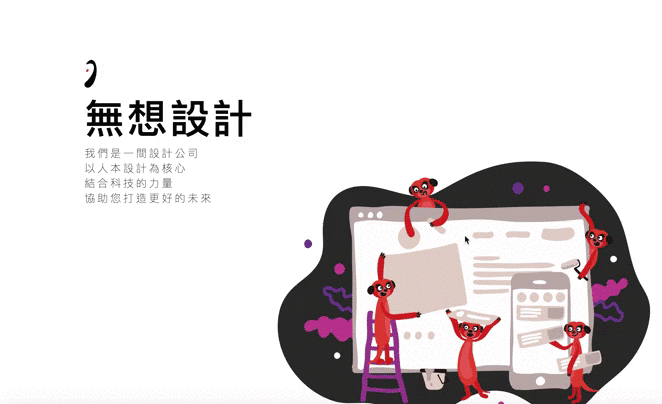 無想設計
我們是一間設計公司
以人本設計為核心
結合科技的力量
協助您打造更好的未來